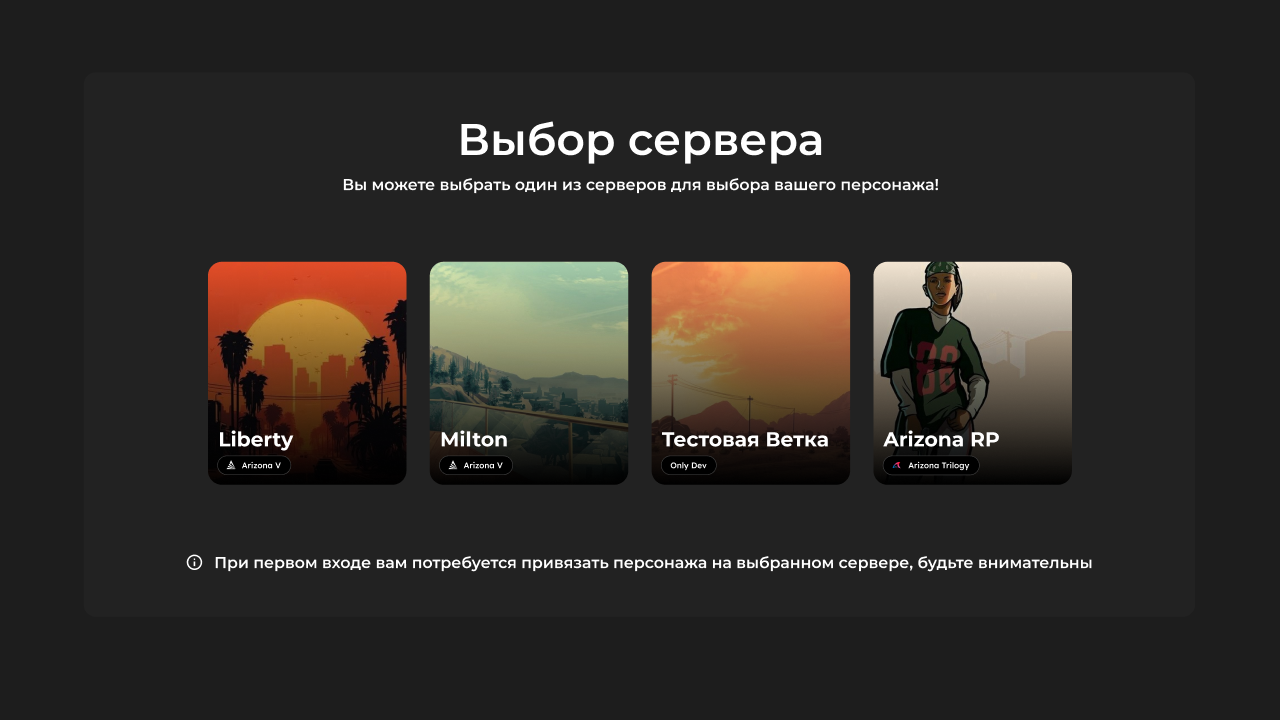 Выбор сервера
Вы можете выбрать один из серверов для выбора вашего персонажа!
Liberty
Arizona V
Milton
Arizona V
Тестовая Ветка
Only Dev
Arizona RP
Arizona Trilogy
При первом входе вам потребуется привязать персонажа на выбранном сервере, будьте внимательны